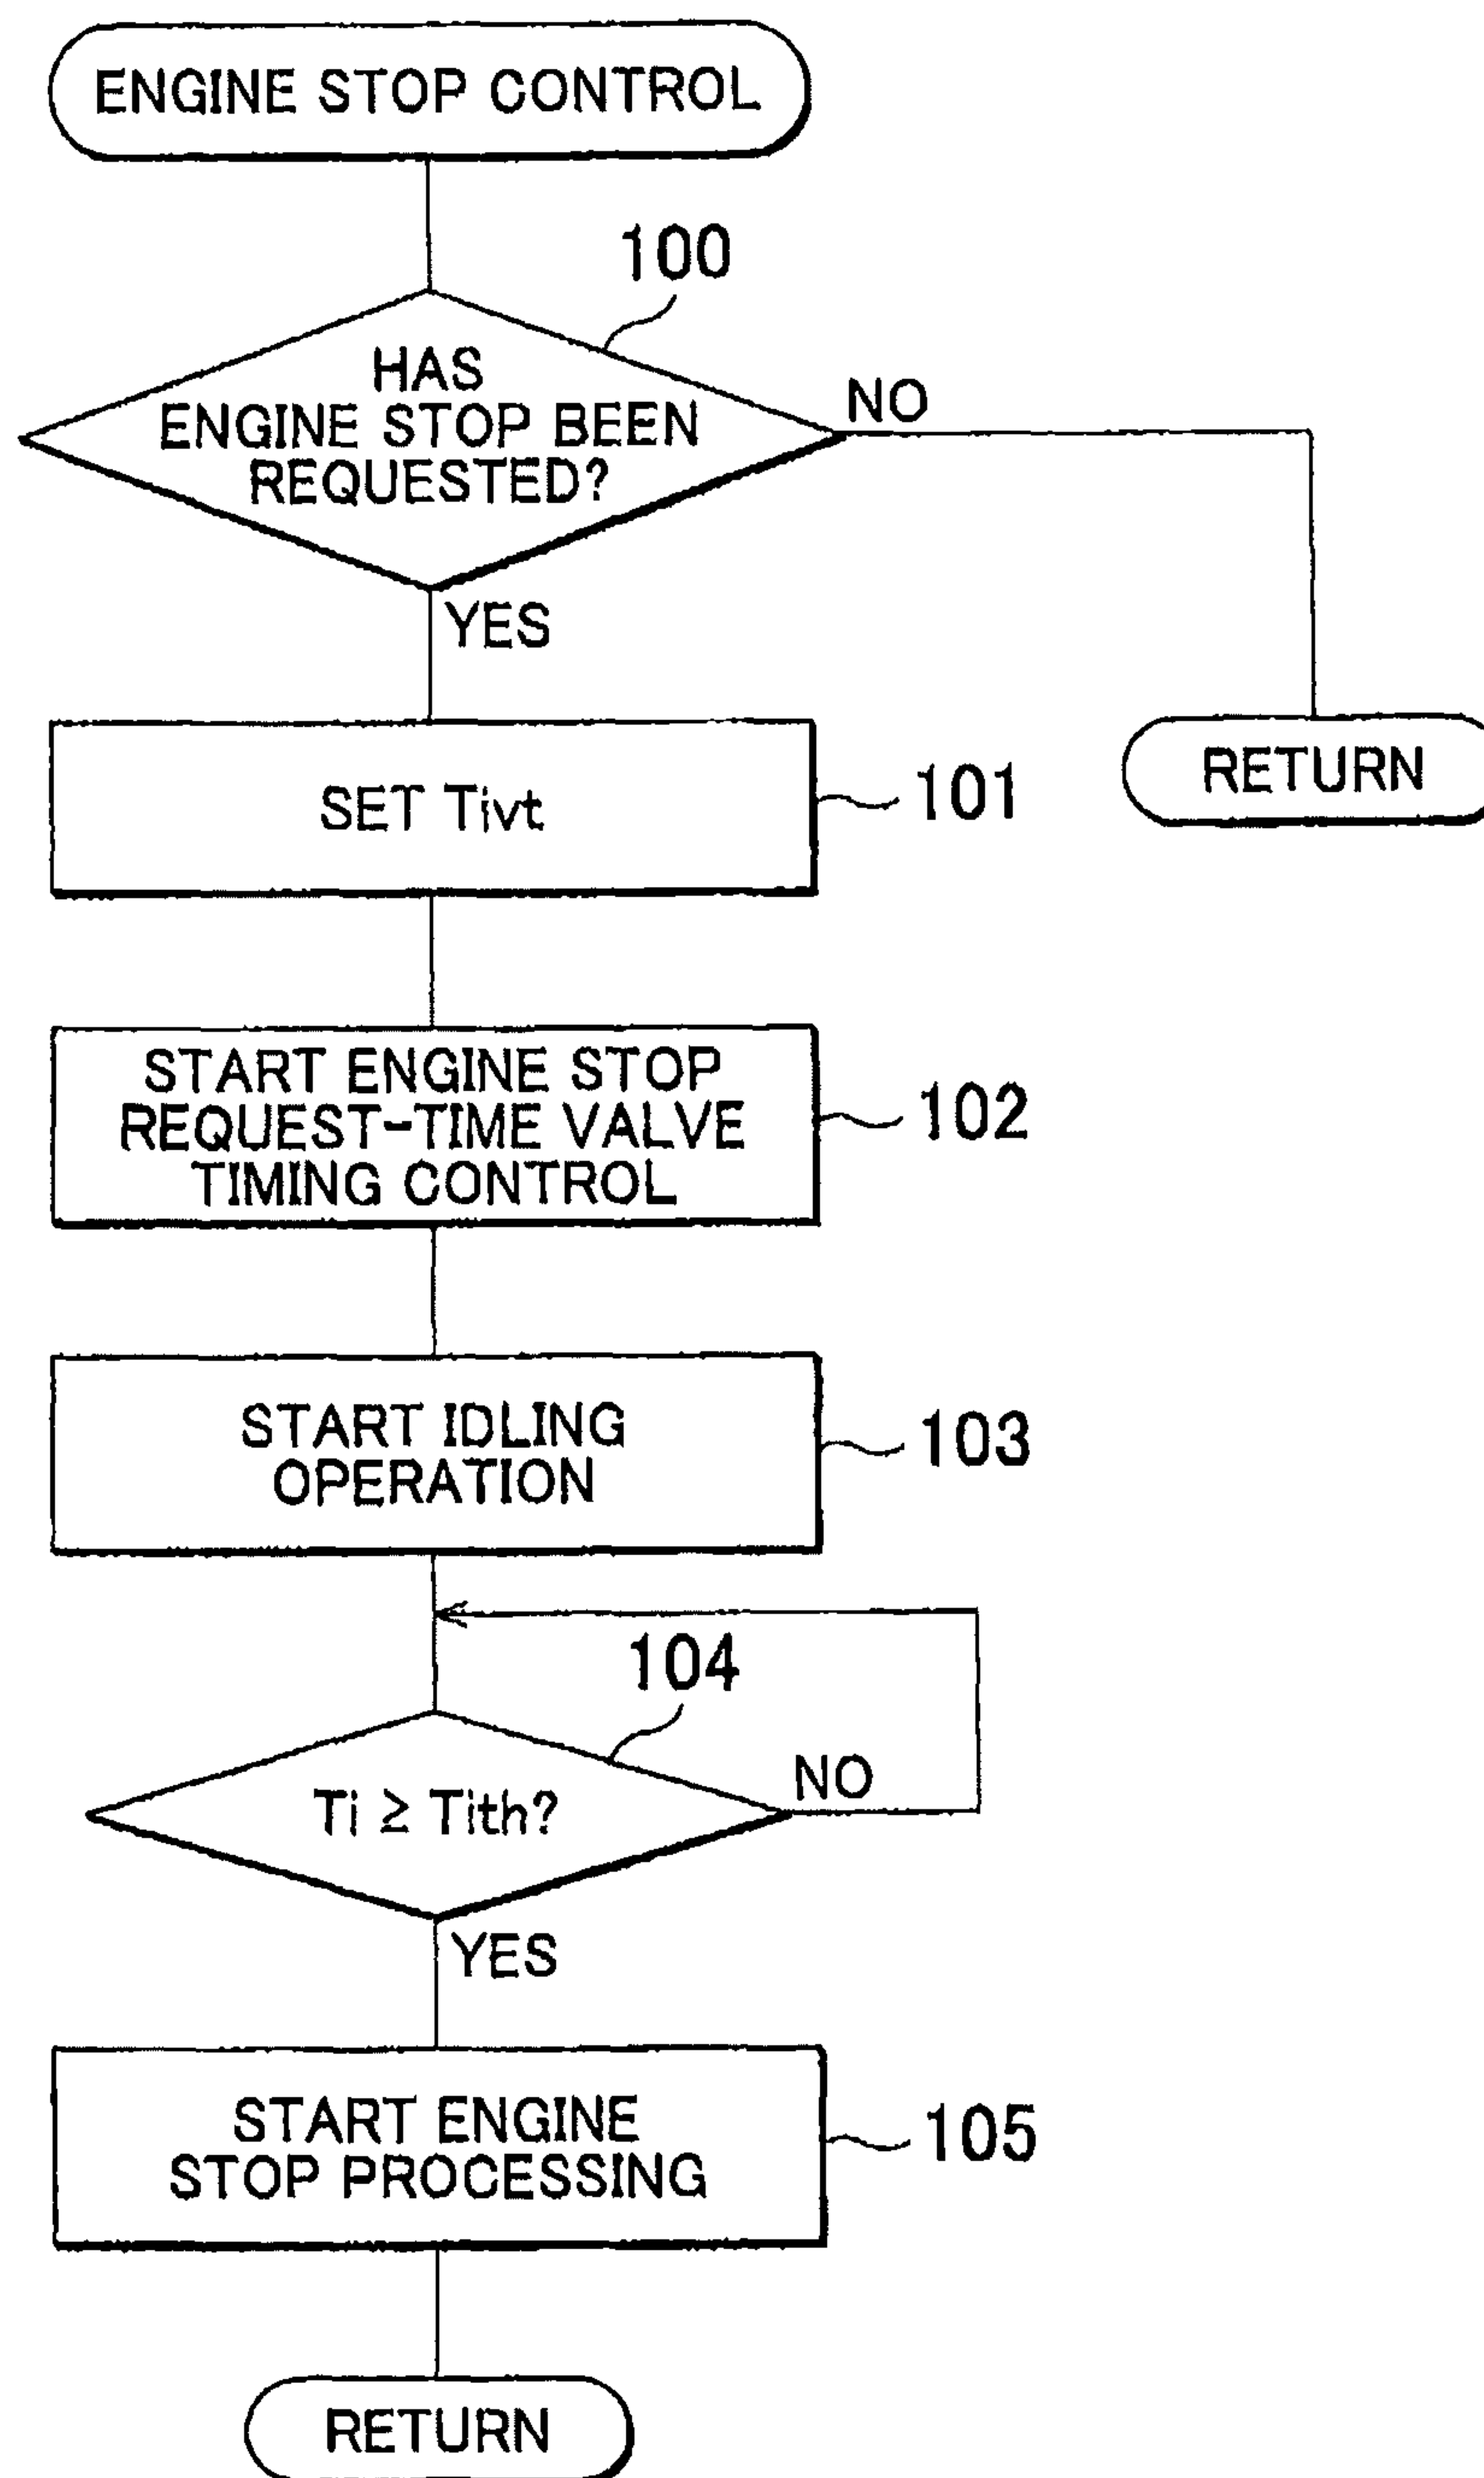 ENGINE STOP CONTROL
100
HAS
ENGINE STOP BEEN
REQUESTED?
NO
YES
SET Tivt
101
RETURN
START ENGINE STOP
REQUEST-TIME VALVE
TIMING CONTROL
102
START IDLING
OPERATION
103
104
Ti ≥ Tith?
NO
YES
START ENGINE
STOP PROCESSING
105
RETURN